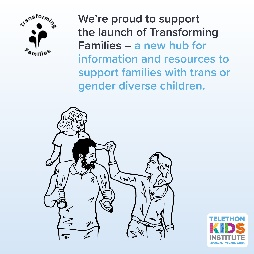 Transforming
Families
We're proud to support
the launch of Transforming
Families – a new hub for
information and resources to
support families with trans or
gender diverse children.
TELETHON
KIDS
INSTITUTE